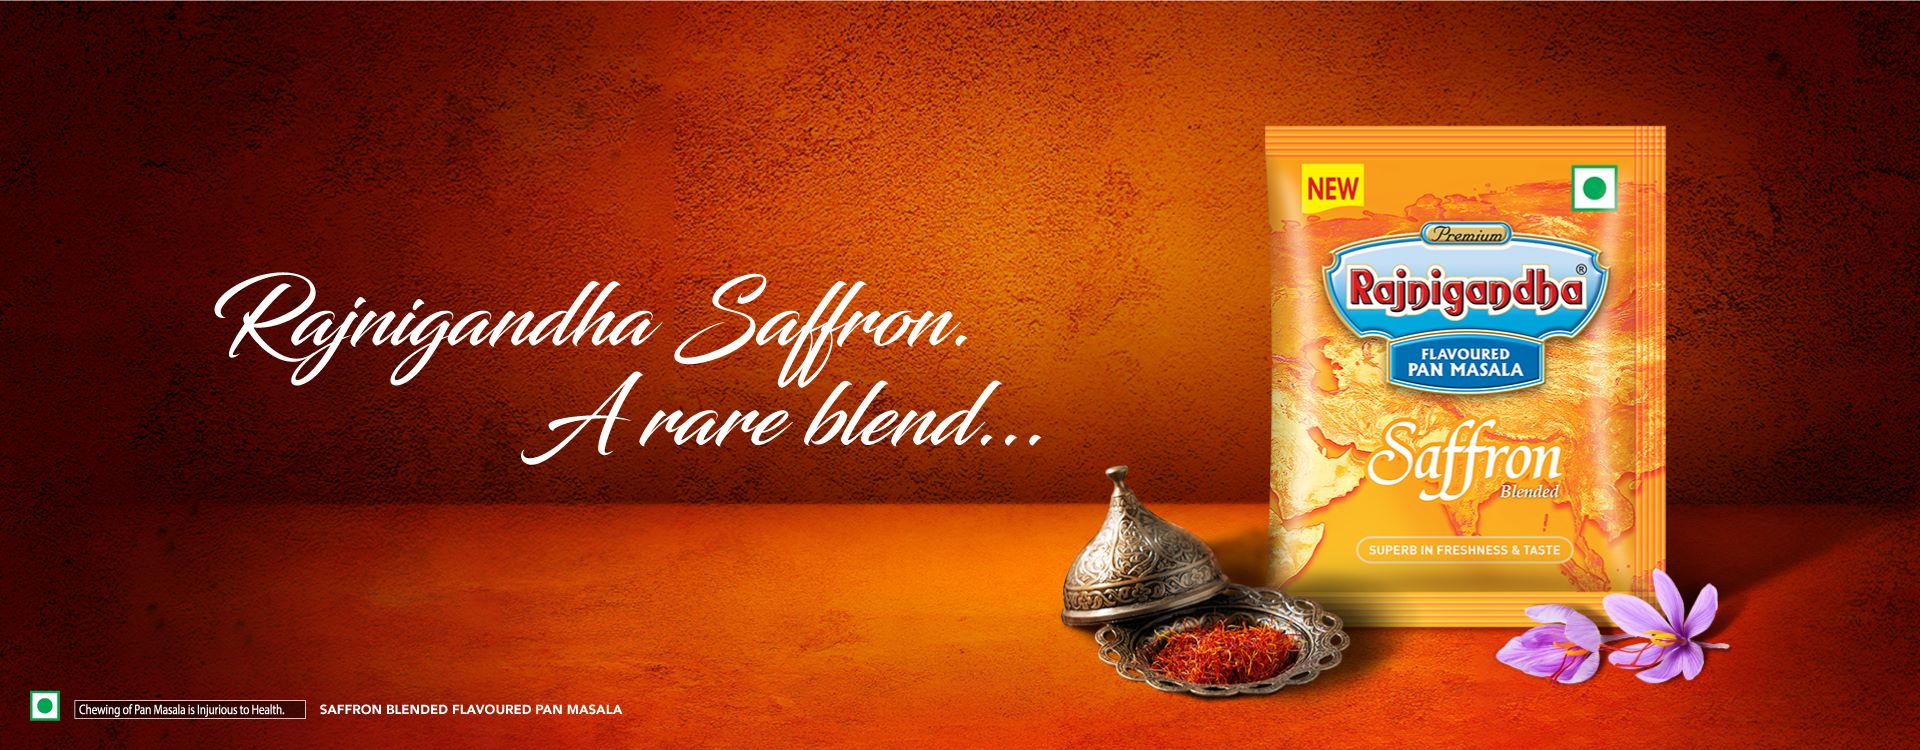 Rajnigandha Saffron.
A rare blend...
NEW
Premium
Rajnigandha®
FLAVOURED
PAN MASALA
Saffron
Blended
SUPERB IN FRESHNESS & TASTE
Chewing of Pan Masala is Injurious to Health.
SAFFRON BLENDED FLAVOURED PAN MASALA